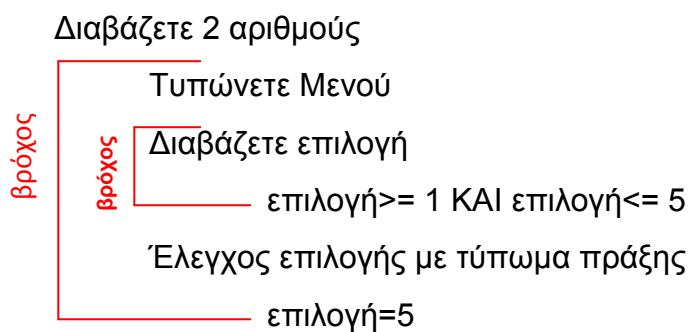 Διαβάζετε 2 αριθμούς
βρόχος
Τυπώνετε Μενού
βρόχος
Διαβάζετε επιλογή
επιλογή>= 1 ΚΑΙ επιλογή<= 5
Έλεγχος επιλογής με τύπωμα πράξης
επιλογή=5